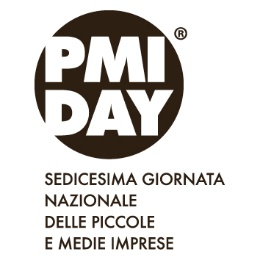 PMI®
DAY
SEDICESIMA GIORNATA
NAZIONALE
DELLE PICCOLE
E MEDIE IMPRESE